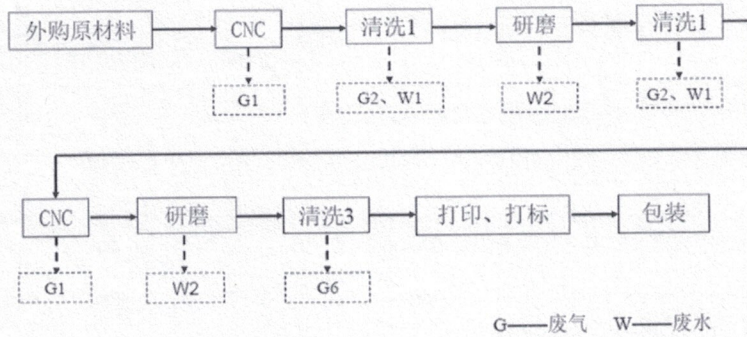 外购原材料 CNC 清洗1 研磨 清洗1
G1 G2、W1 W2 G2、W1
CNC 研磨 清洗3 打印、打标 包装
G1 W2 G6
G——废气 W——废水